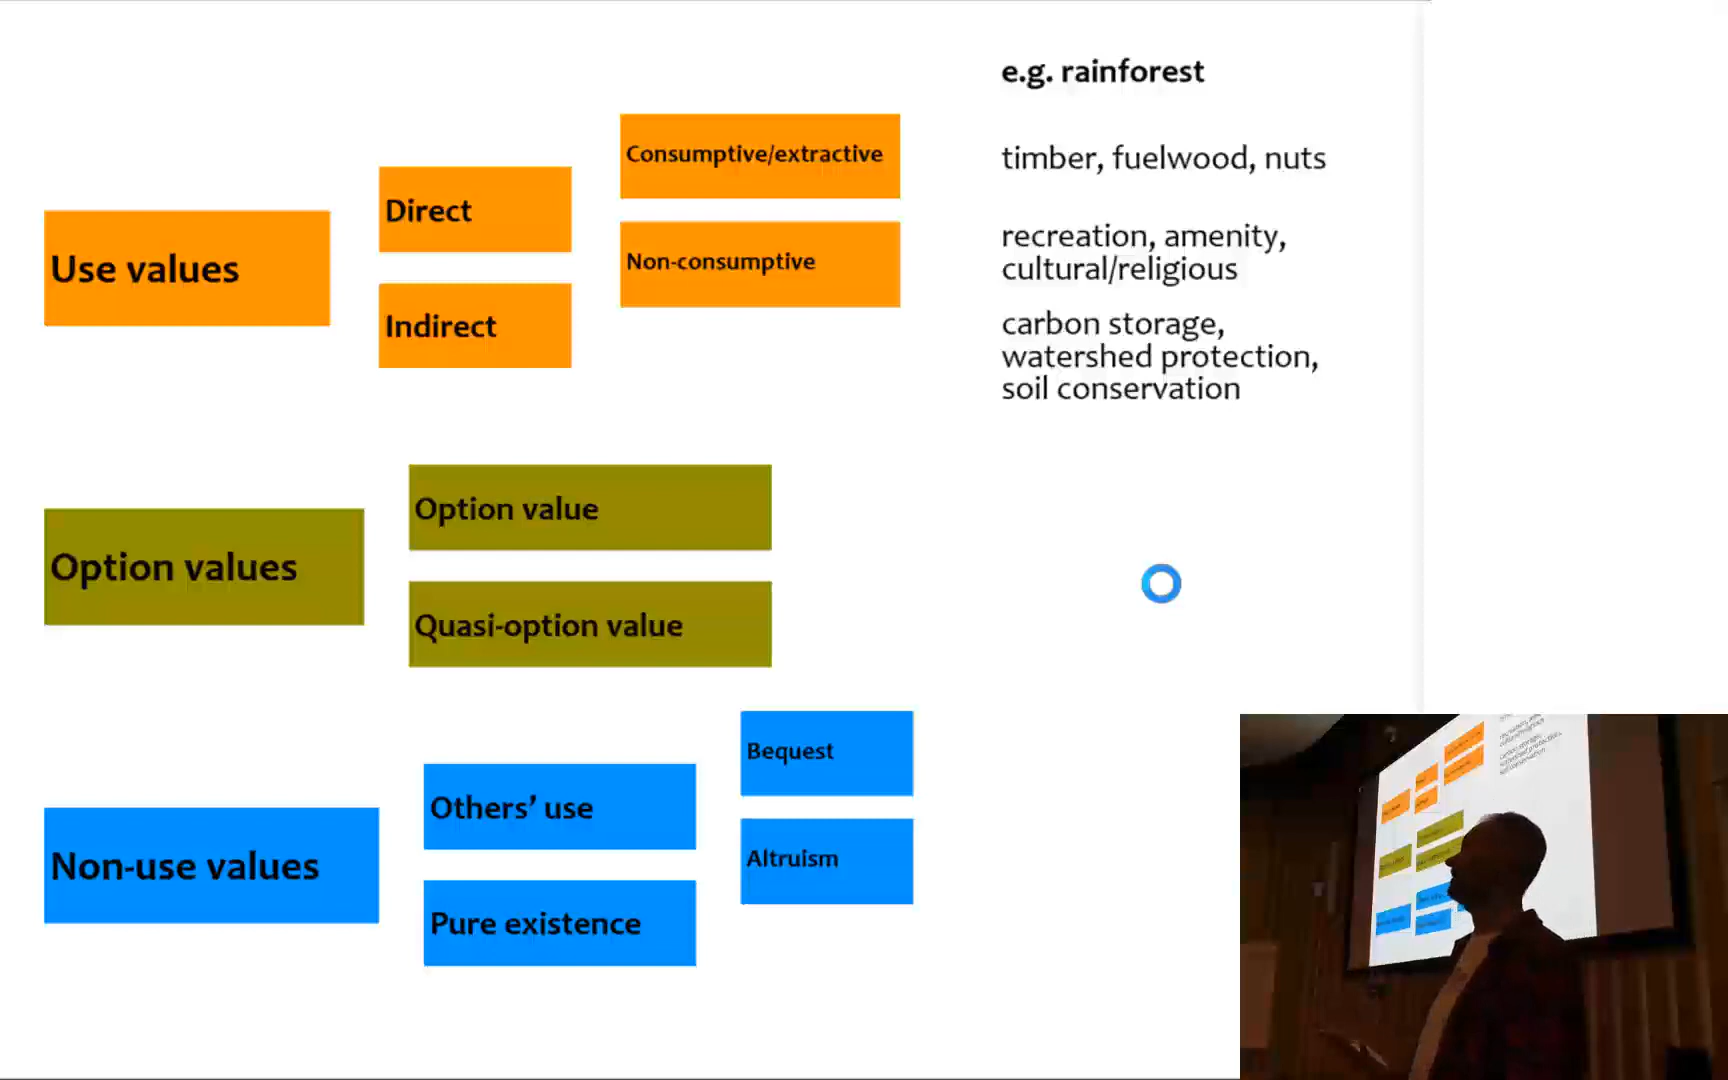 e.g. rainforest
Consumptive/extractive
timber, fuelwood, nuts
Direct
Use values
Non-consumptive
recreation, amenity,
cultural/religious
Indirect
carbon storage,
watershed protection,
soil conservation
Option value
Option values
Quasi-option value
Bequest
Others’ use
Non-use values
Altruism
Pure existence